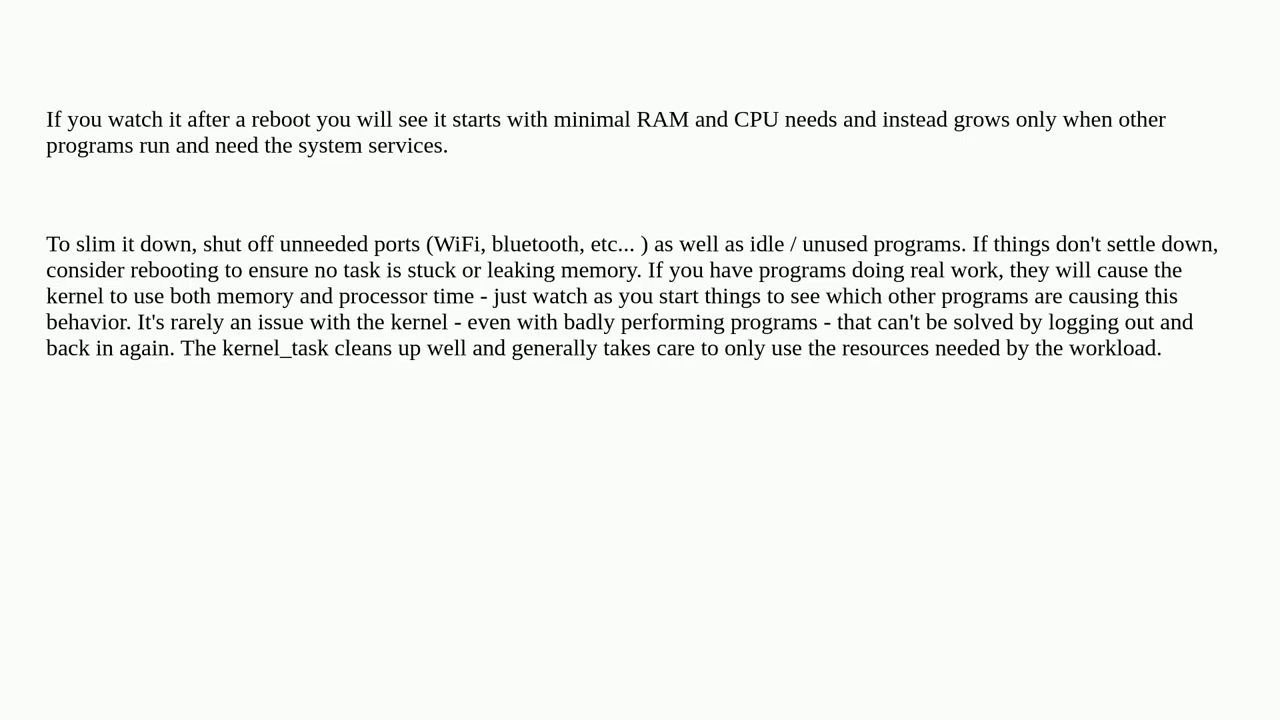 If you watch it after a reboot you will see it starts with minimal RAM and CPU needs and instead grows only when other
programs run and need the system services.
To slim it down, shut off unneeded ports (WiFi, bluetooth, etc... ) as well as idle / unused programs. If things don't settle down,
consider rebooting to ensure no task is stuck or leaking memory. If you have programs doing real work, they will cause the
kernel to use both memory and processor time - just watch as you start things to see which other programs are causing this
behavior. It's rarely an issue with the kernel - even with badly performing programs - that can't be solved by logging out and
back in again. The kernel_task cleans up well and generally takes care to only use the resources needed by the workload.